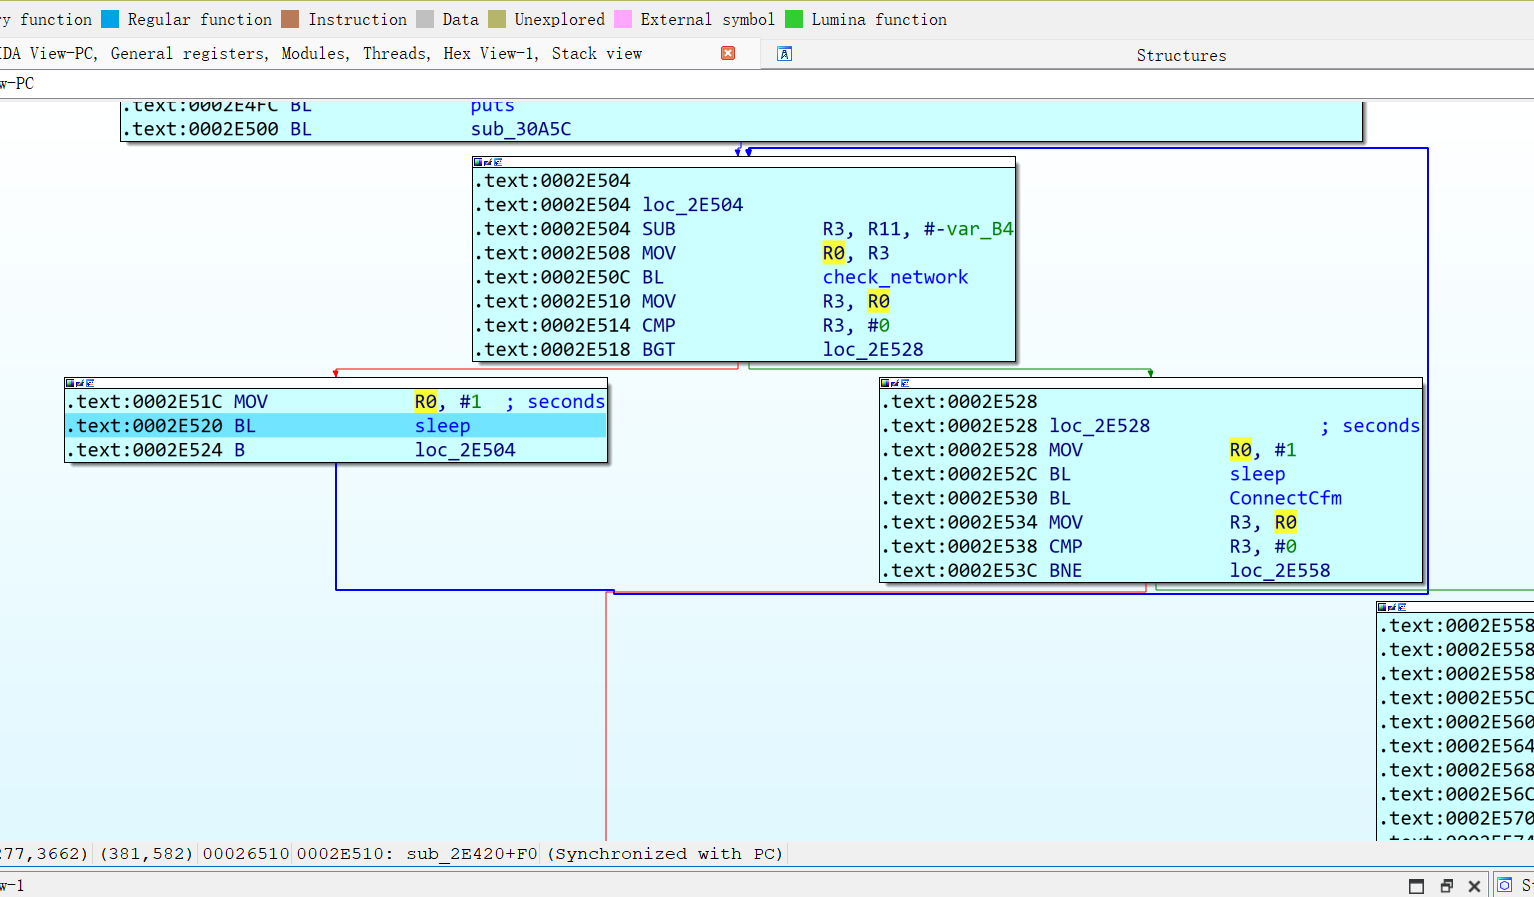 y function Regular function Instruction Data Unexplored External symbol Lumina function
IDA View-PC, General registers, Modules, Threads, Hex View-1, Stack view Structures
w-PC
.text:0002E4FC BL puts
.text:0002E500 BL sub_30A5C
.text:0002E504
.text:0002E504 loc_2E504
.text:0002E504 SUB R3, R11, #-var_B4
.text:0002E508 MOV R0, R3
.text:0002E50C BL check_network
.text:0002E510 MOV R3, R0
.text:0002E514 CMP R3, #0
.text:0002E518 BGT loc_2E528
.text:0002E51C MOV R0, #1 ; seconds
.text:0002E520 BL sleep
.text:0002E524 B loc_2E504
.text:0002E528
.text:0002E528 loc_2E528 ; seconds
.text:0002E528 MOV R0, #1
.text:0002E52C BL sleep
.text:0002E530 BL ConnectCfm
.text:0002E534 MOV R3, R0
.text:0002E538 CMP R3, #0
.text:0002E53C BNE loc_2E558
.text:0002E558
.text:0002E558
.text:0002E558
.text:0002E55C
.text:0002E560
.text:0002E564
.text:0002E568
.text:0002E56C
.text:0002E570
277,3662) (381,582) 00026510 0002E510: sub_2E420+F0 (Synchronized with PC)
w-1 St